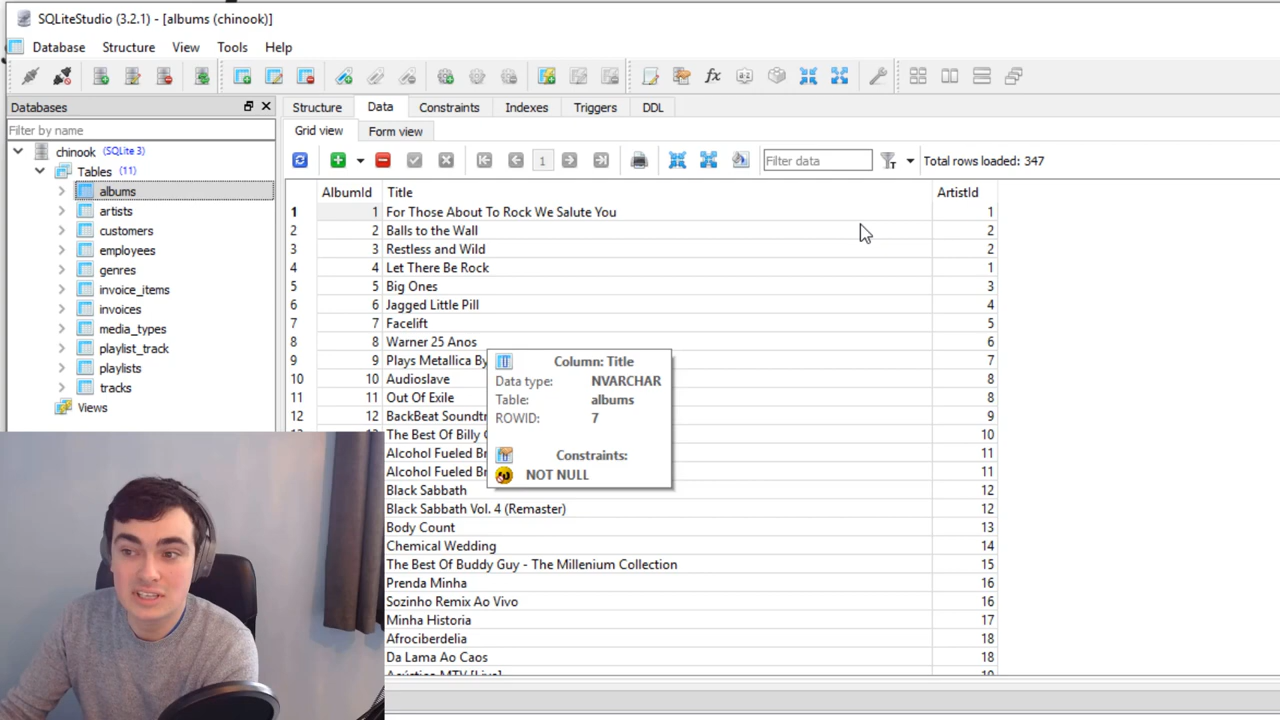 SQLiteStudio (3.2.1) - [albums (chinook)]
Database Structure View Tools Help
Databases
Structure Data Constraints Indexes Triggers DDL
Filter by name
Grid view Form view
chinook (SQLite 3)
Tables (11)
albums
artists
customers
employees
genres
invoice_items
invoices
media_types
playlist_track
playlists
tracks
Views
1 Filter data Total rows loaded: 347
AlbumId Title ArtistId
1 1 For Those About To Rock We Salute You 1
2 2 Balls to the Wall 2
3 3 Restless and Wild 2
4 4 Let There Be Rock 1
5 5 Big Ones 3
6 6 Jagged Little Pill 4
7 7 Facelift 5
8 8 Warner 25 Anos 6
9 9 Plays Metallica By 7
10 10 Audioslave 8
11 11 Out Of Exile 8
12 12 BackBeat 9
The Best Of Billy 10
Alcohol Fueled 11
Alcohol Fueled 11
Black Sabbath 12
Black Sabbath Vol. 4 (Remaster) 12
Body Count 13
Chemical Wedding 14
The Best Of Buddy Guy - The Millenium Collection 15
Prenda Minha 16
Sozinho Remix Ao Vivo 16
Minha Historia 17
Afrociberdelia 18
Da Lama Ao Caos 18
Column: Title
Data type: NVARCHAR
Table: albums
ROWID: 7
Constraints:
NOT NULL